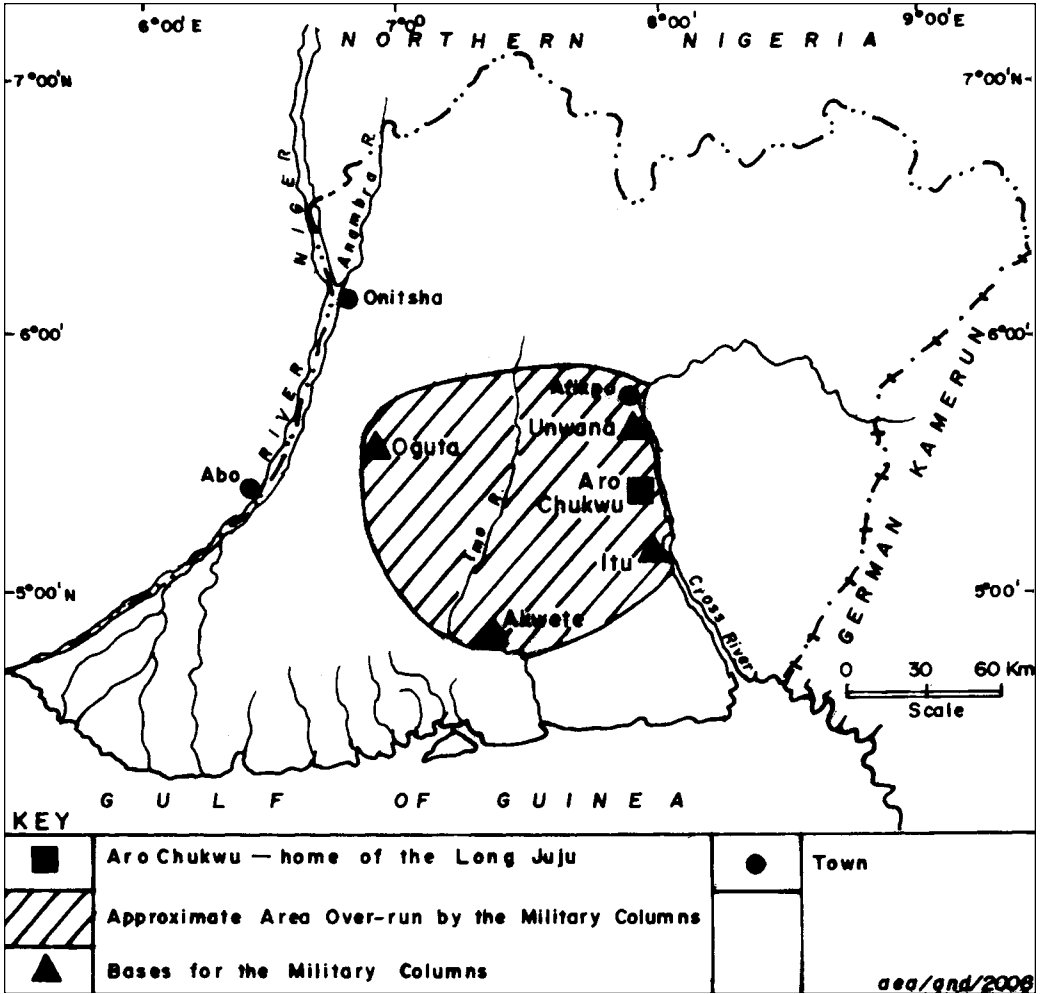 6°00'E
7°00'
8°00'
9°00'E
NORTHERN NIGERIA
7°00'N
7°00'N
NIGER R
Anambra R.
Onitsha
6°00'
6°00'
RIVER
Abo
Afikpo
Unwana
Oguta
Aro
Chukwu
Imo R.
Itu
Akwete
Cross River
GERMAN KAMERUN
5°00'N
5°00'
0 30 60 Km
Scale
GULF OF GUINEA
KEY
Aro Chukwu — home of the Long Juju
Town
Approximate Area Over-run by the Military Columns
Bases for the Military Columns
aea/gnd/2006